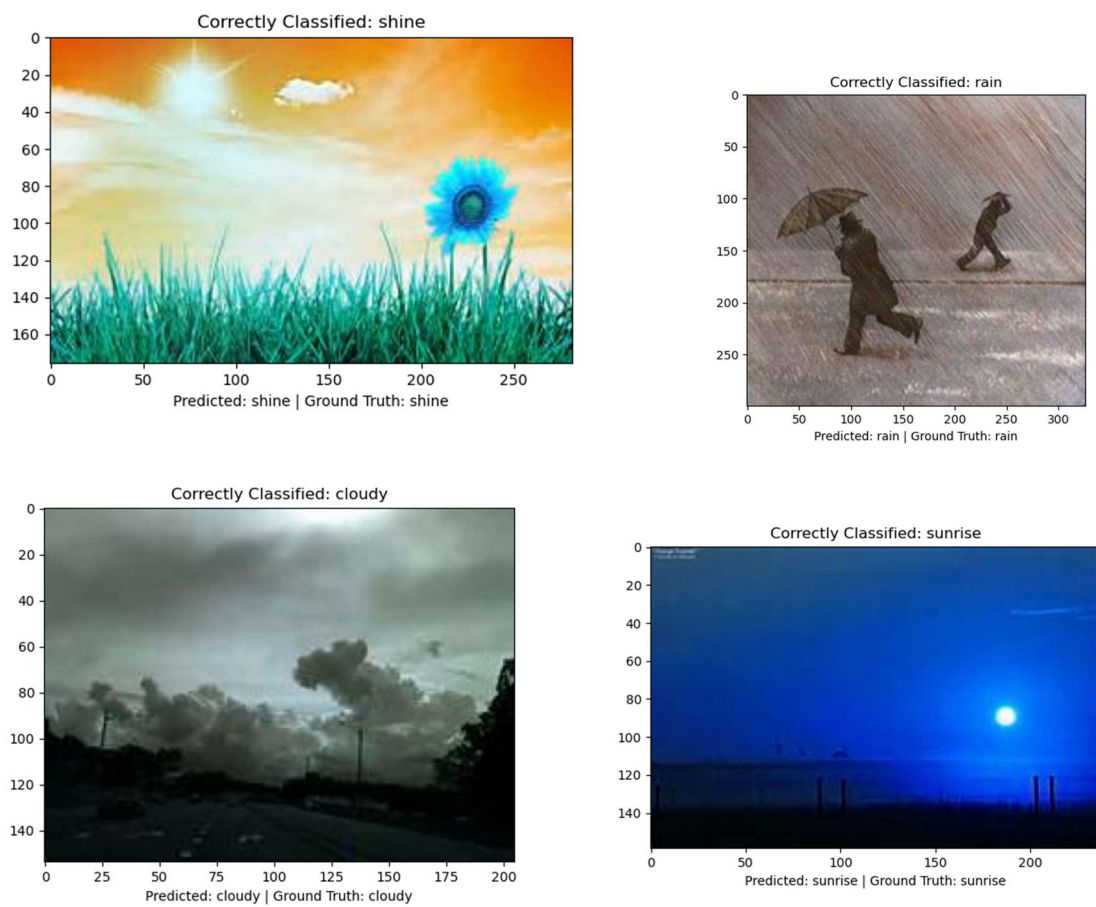 Correctly Classified: shine
0
20
40
60
80
100
120
140
160
0 50 100 150 200 250
Predicted: shine | Ground Truth: shine
Correctly Classified: rain
0
50
100
150
200
250
0 50 100 150 200 250 300
Predicted: rain | Ground Truth: rain
Correctly Classified: cloudy
0
20
40
60
80
100
120
140
0 25 50 75 100 125 150 175 200
Predicted: cloudy | Ground Truth: cloudy
Correctly Classified: sunrise
0
20
40
60
80
100
120
140
0 50 100 150 200
Predicted: sunrise | Ground Truth: sunrise